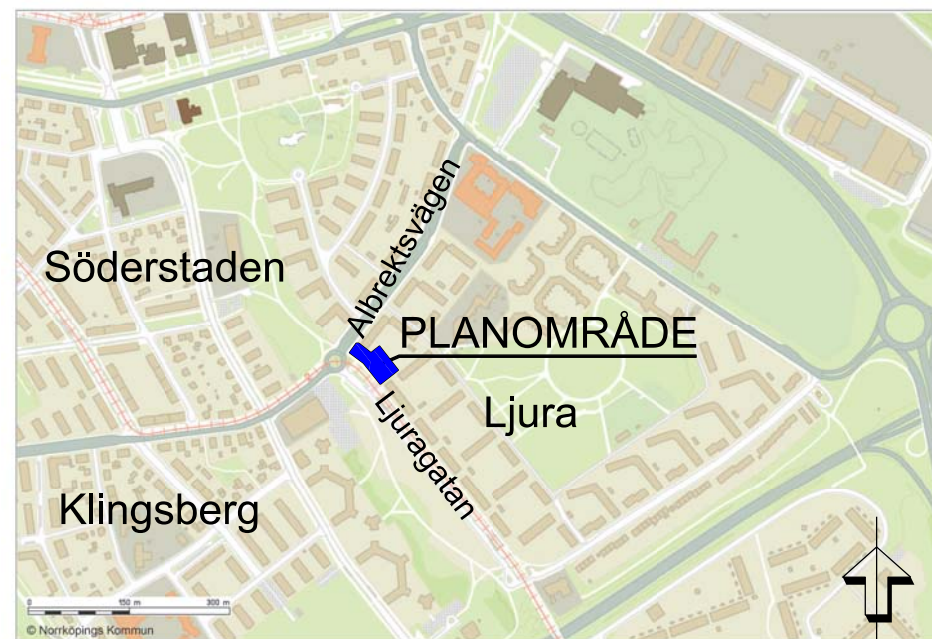 Albrektsvägen
Söderstaden
PLANOMRÅDE
Ljura
Ljuragatan
Klingsberg
0 150 m 300 m
© Norrköpings Kommun